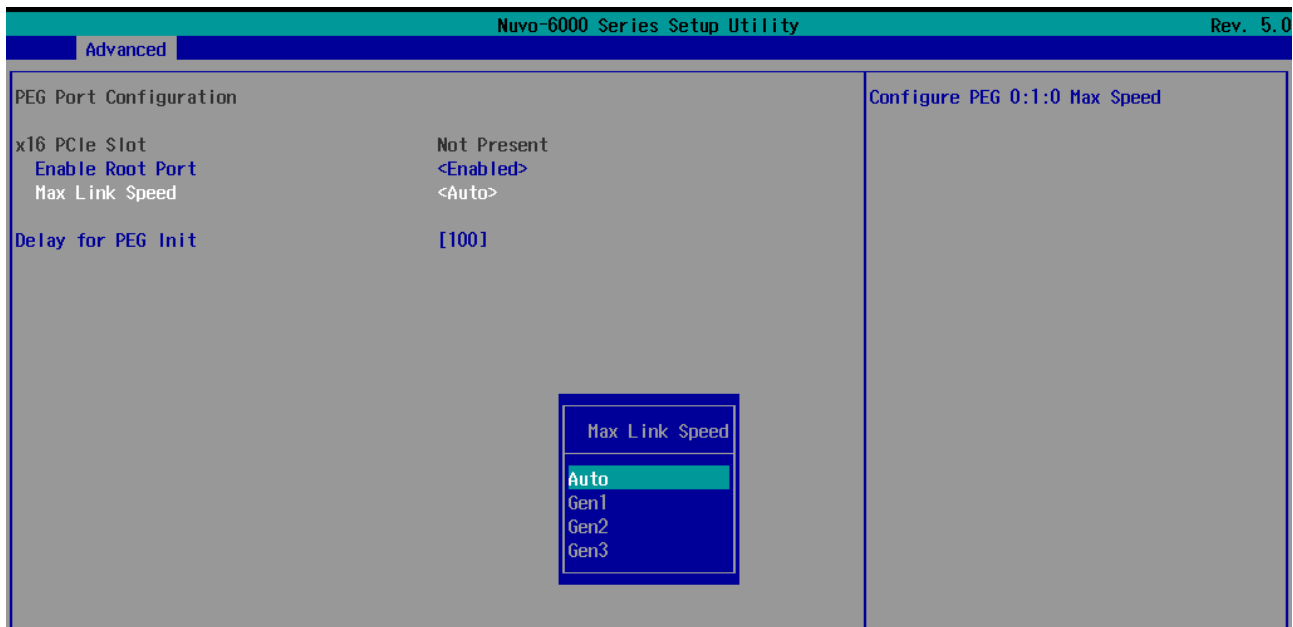 Nuvo-6000 Series Setup Utility Rev. 5.0
Advanced
PEG Port Configuration
x16 PCIe Slot Not Present
Enable Root Port <Enabled>
Max Link Speed <Auto>
Delay for PEG Init [100]
Configure PEG 0:1:0 Max Speed
Max Link Speed
Auto
Gen1
Gen2
Gen3